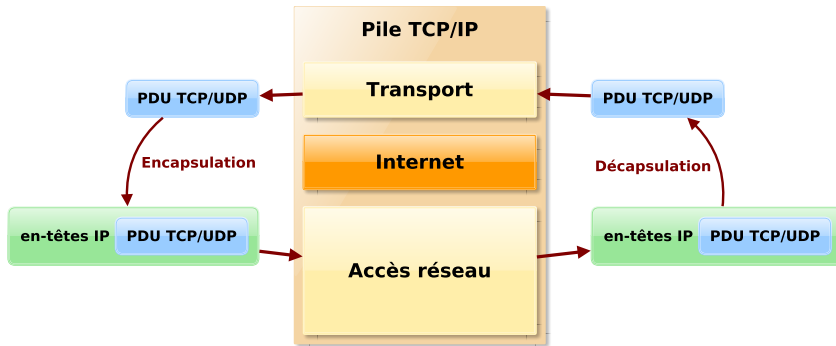 Pile TCP/IP
Transport
PDU TCP/UDP
PDU TCP/UDP
Encapsulation
Internet
Décapsulation
en-têtes IP PDU TCP/UDP
en-têtes IP PDU TCP/UDP
Accès réseau